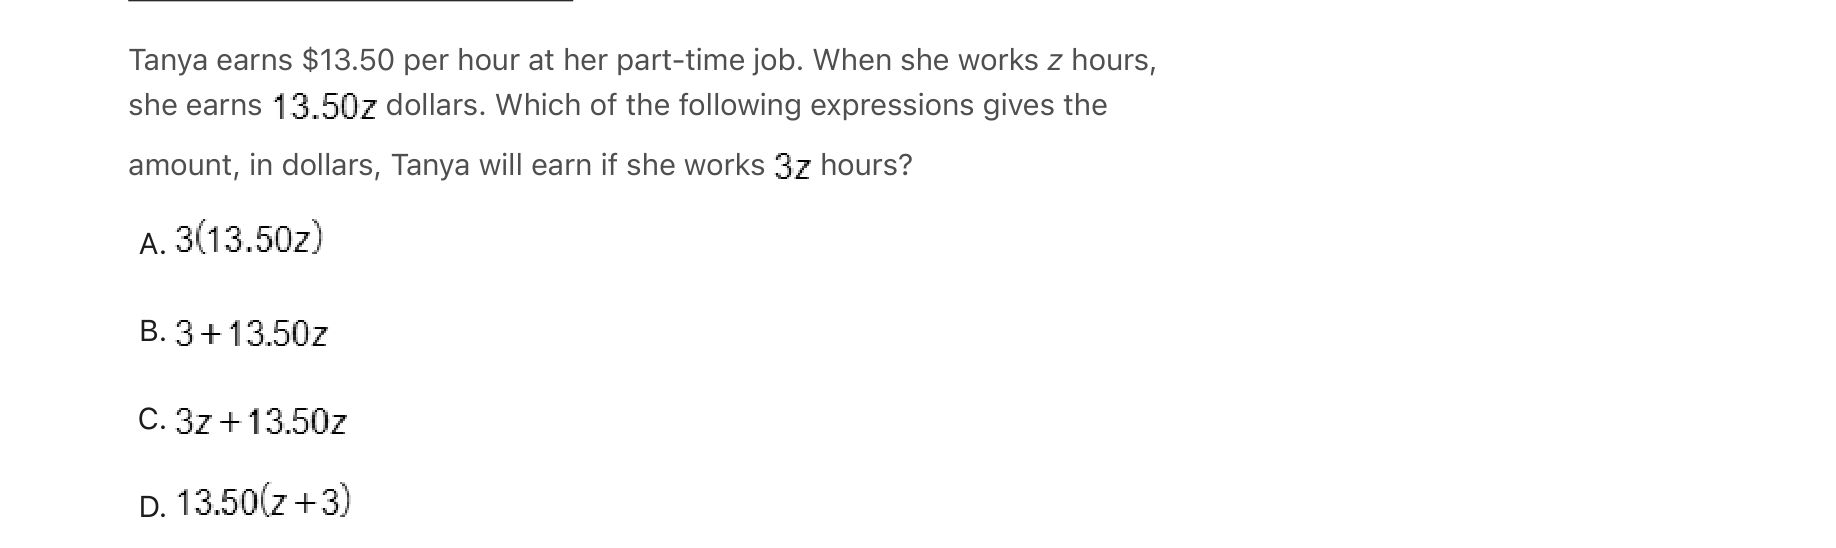 Tanya earns $13.50 per hour at her part-time job. When she works z hours,
she earns 13.50z dollars. Which of the following expressions gives the
amount, in dollars, Tanya will earn if she works 3z hours?
A. 3(13.50z)
B. 3+13.50z
C. 3z+13.50z
D. 13.50(z+3)